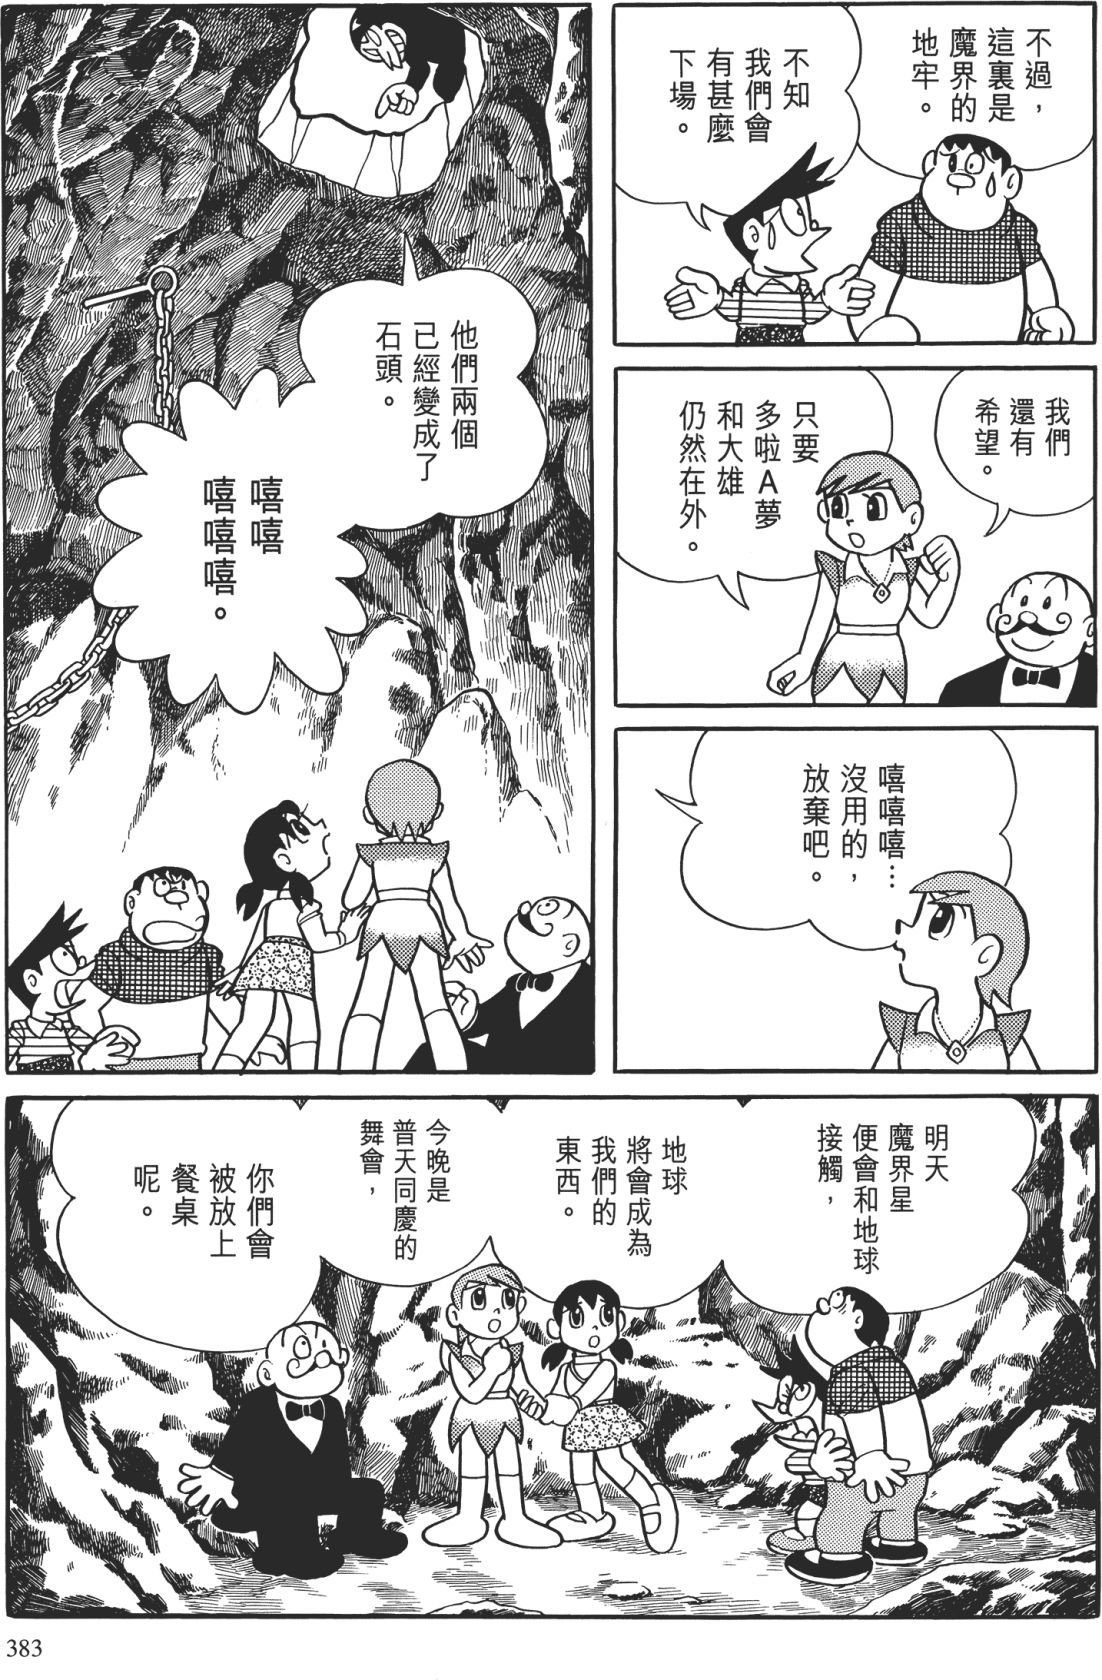 不過，
這裏是
魔界的
地牢。
不知
我們會
有甚麼
下場。
我們
還有
希望。
只要
多啦A夢
和大雄
仍然在外。
嘻嘻嘻…
沒用的，
放棄吧。
他們兩個
已經變成了
石頭。
嘻嘻
嘻嘻嘻。
明天
魔界星
便會和地球
接觸，
地球
將會成為
我們的
東西。
今晚是
普天同慶的
舞會，
你們會
被放上
餐桌
呢。
383